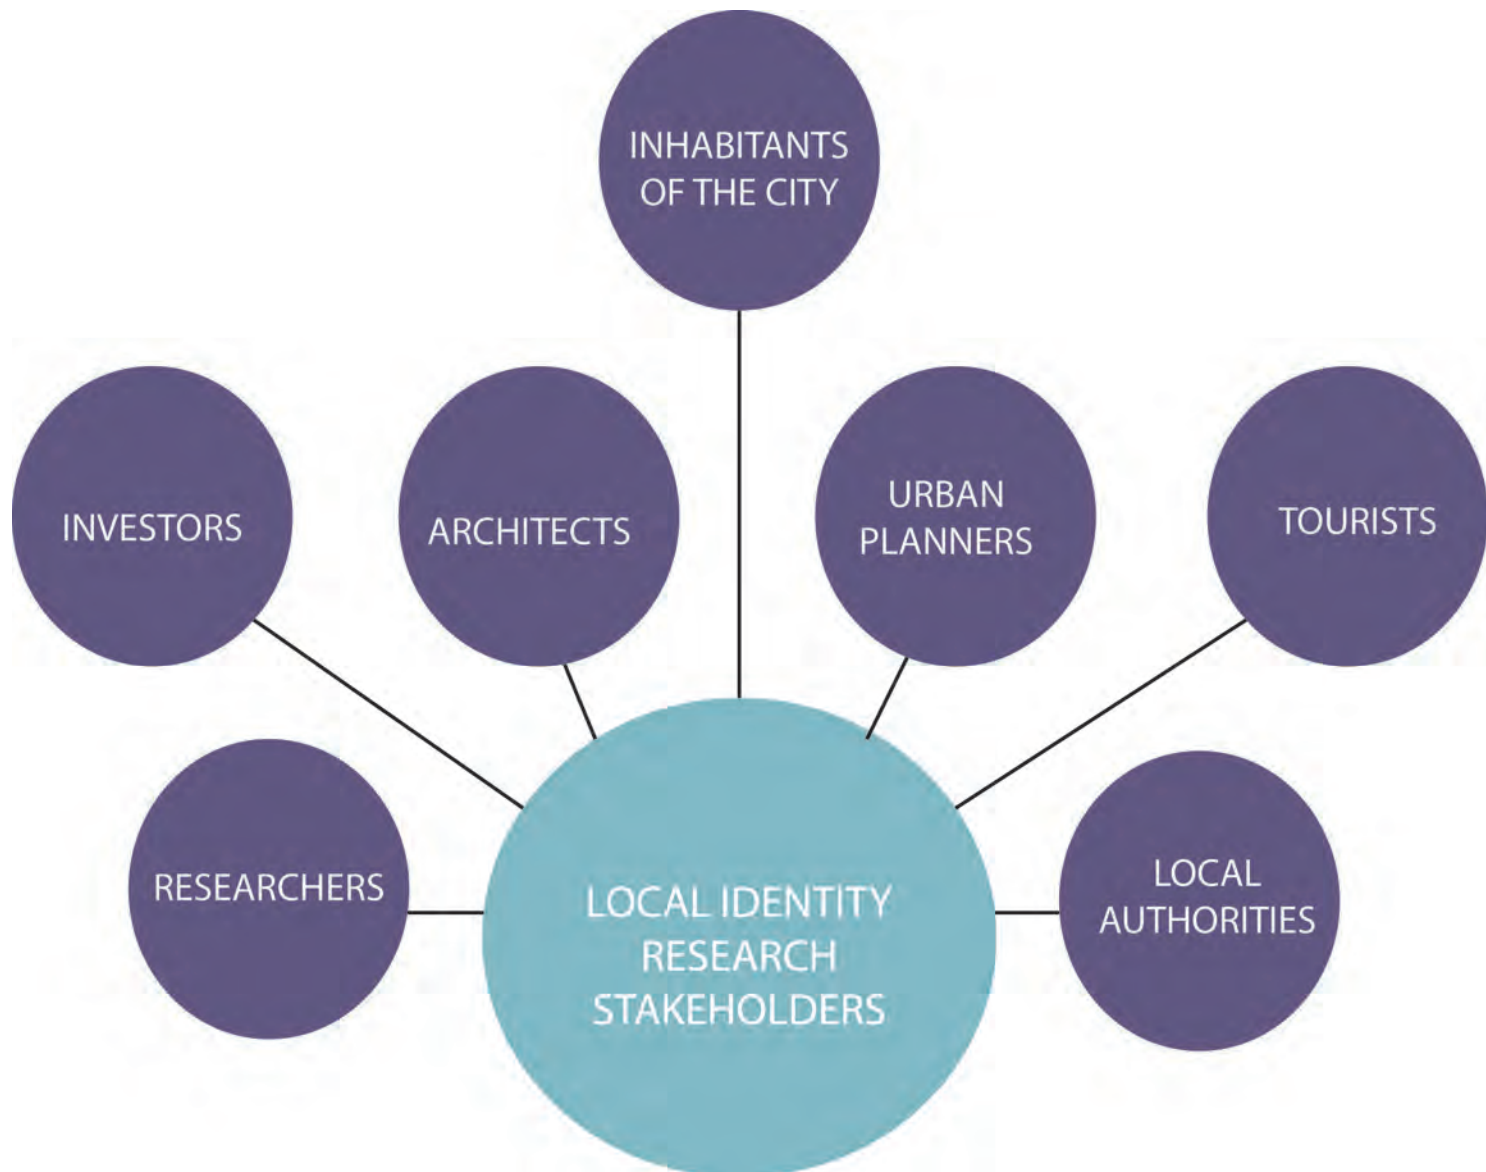 INHABITANTS
OF THE CITY
INVESTORS
ARCHITECTS
URBAN
PLANNERS
TOURISTS
RESEARCHERS
LOCAL IDENTITY
RESEARCH
STAKEHOLDERS
LOCAL
AUTHORITIES